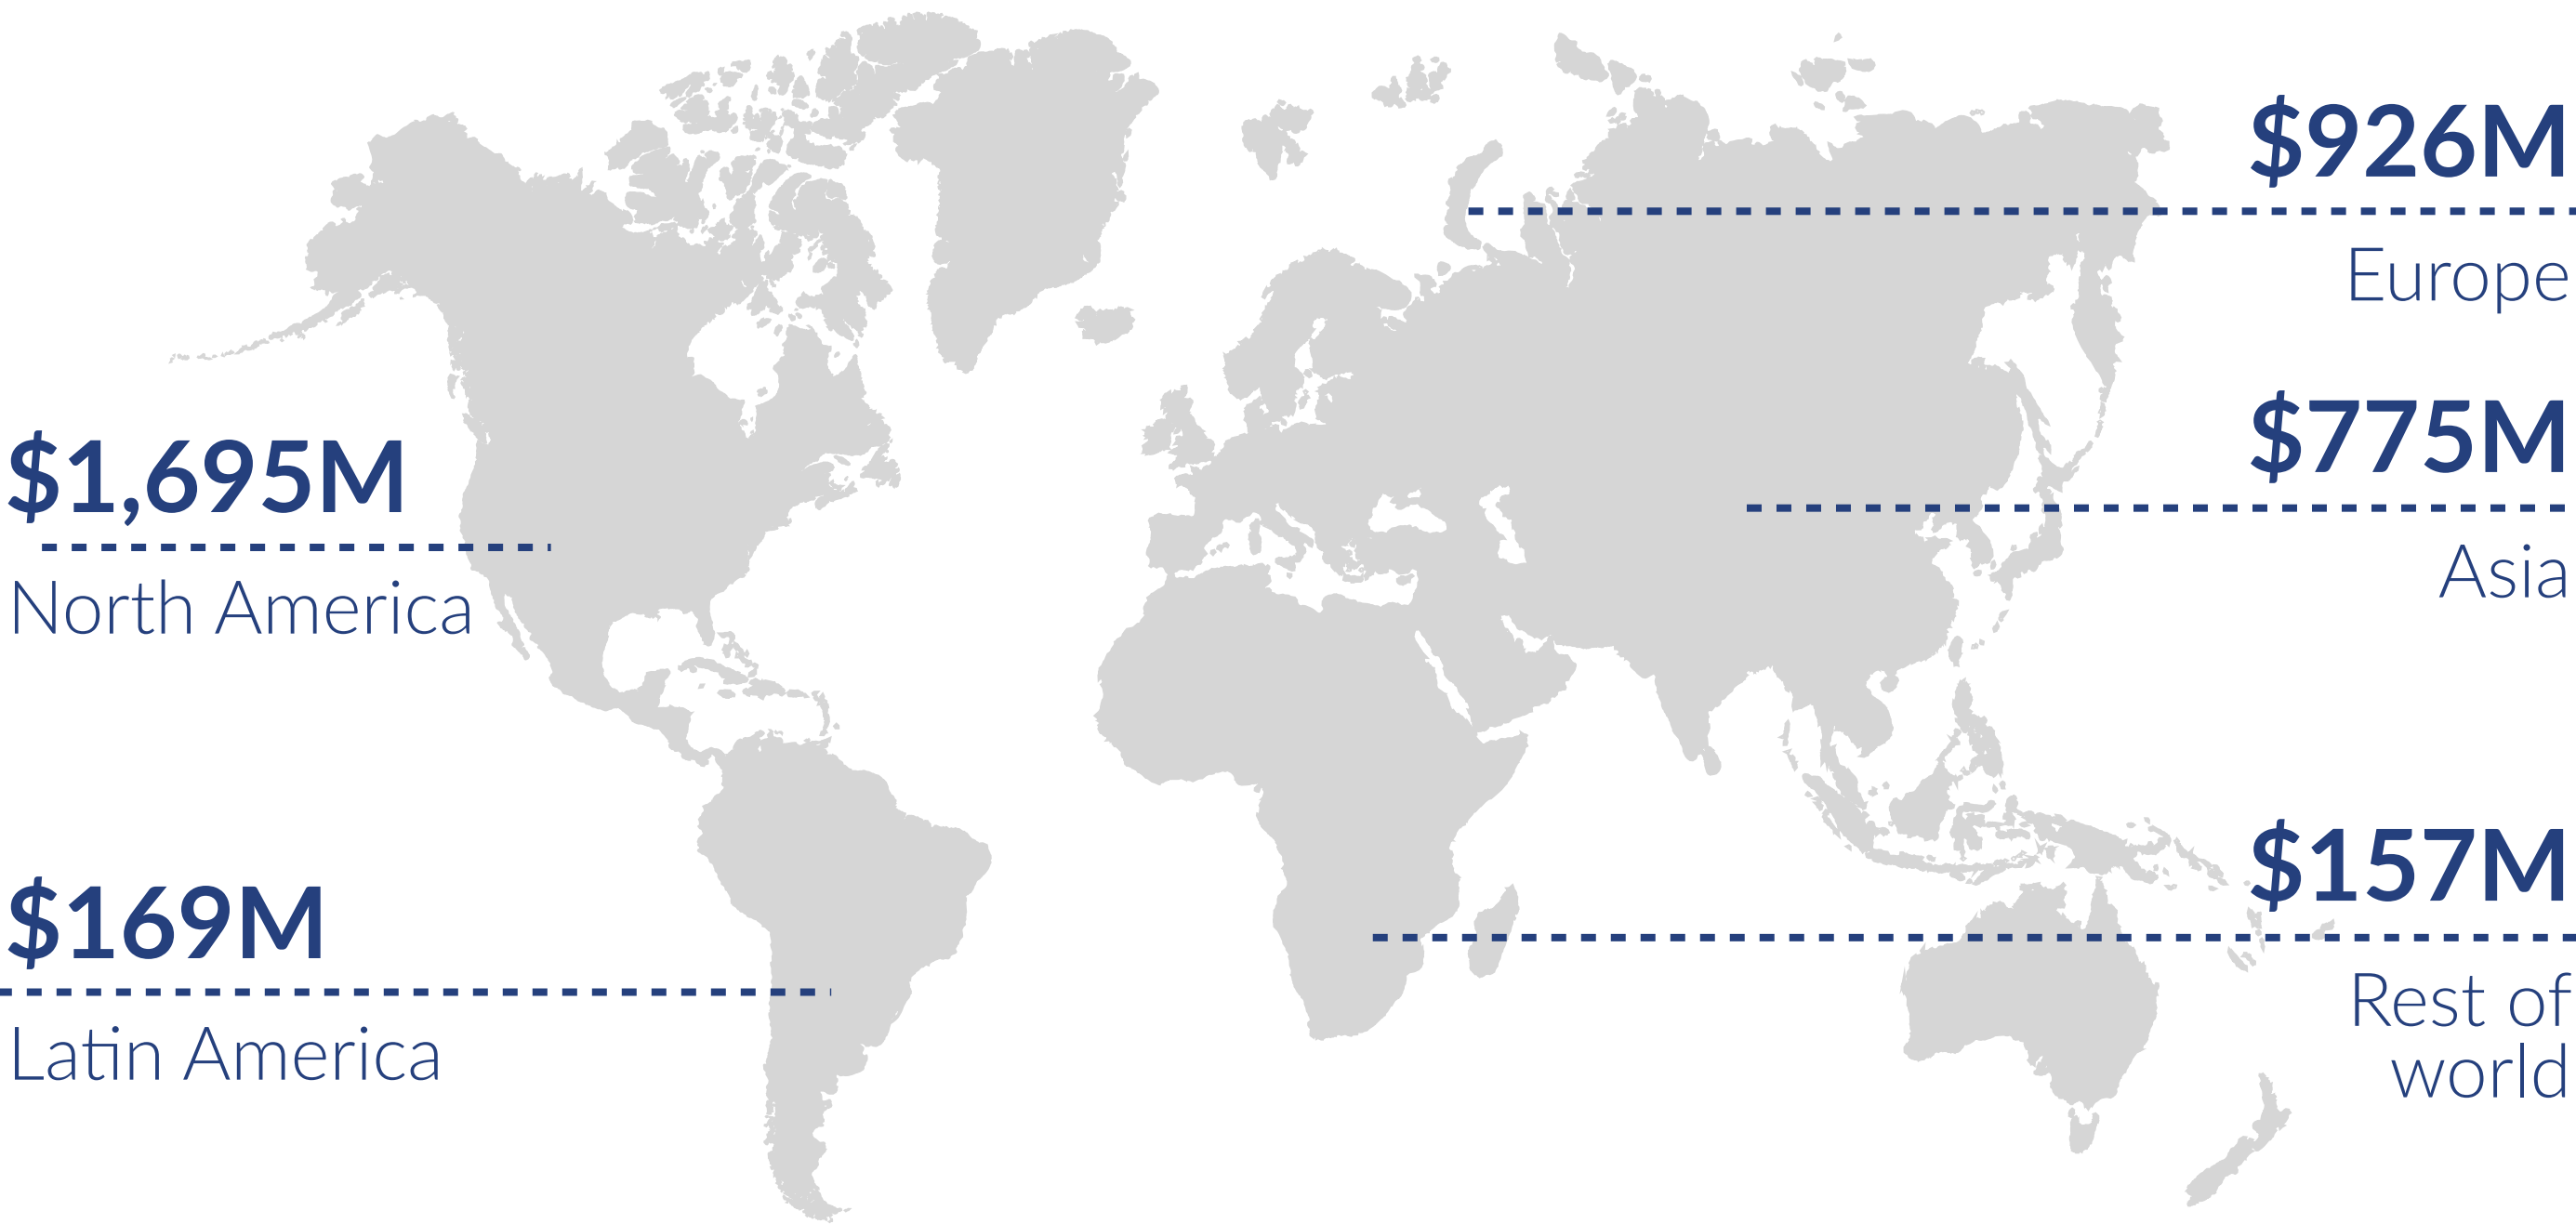 $926M
Europe
$775M
Asia
$1,695M
North America
$157M
Rest of
world
$169M
Latin America